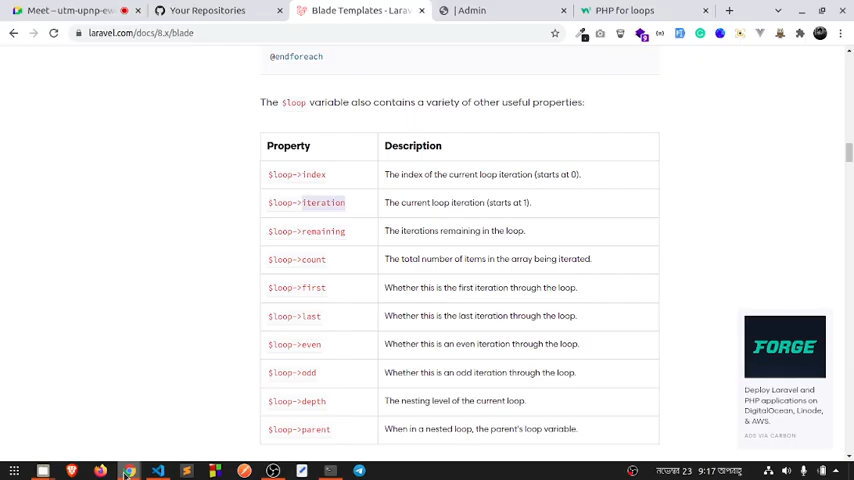 Meet – utm-upnp-ew
Your Repositories
Blade Templates - Larav
Admin
PHP for loops
laravel.com/docs/8.x/blade
@endforeach
The $loop variable also contains a variety of other useful properties:
Property Description
$loop->index The index of the current loop iteration (starts at 0).
$loop->iteration The current loop iteration (starts at 1).
$loop->remaining The iterations remaining in the loop.
$loop->count The total number of items in the array being iterated.
$loop->first Whether this is the first iteration through the loop.
$loop->last Whether this is the last iteration through the loop.
$loop->even Whether this is an even iteration through the loop.
$loop->odd Whether this is an odd iteration through the loop.
$loop->depth The nesting level of the current loop.
$loop->parent When in a nested loop, the parent's loop variable.
FORGE
Deploy Laravel and
PHP applications on
DigitalOcean, Linode,
& AWS.
ADS VIA CARBON
নভেম্বর 23 9:17 অপরাহ্ণ